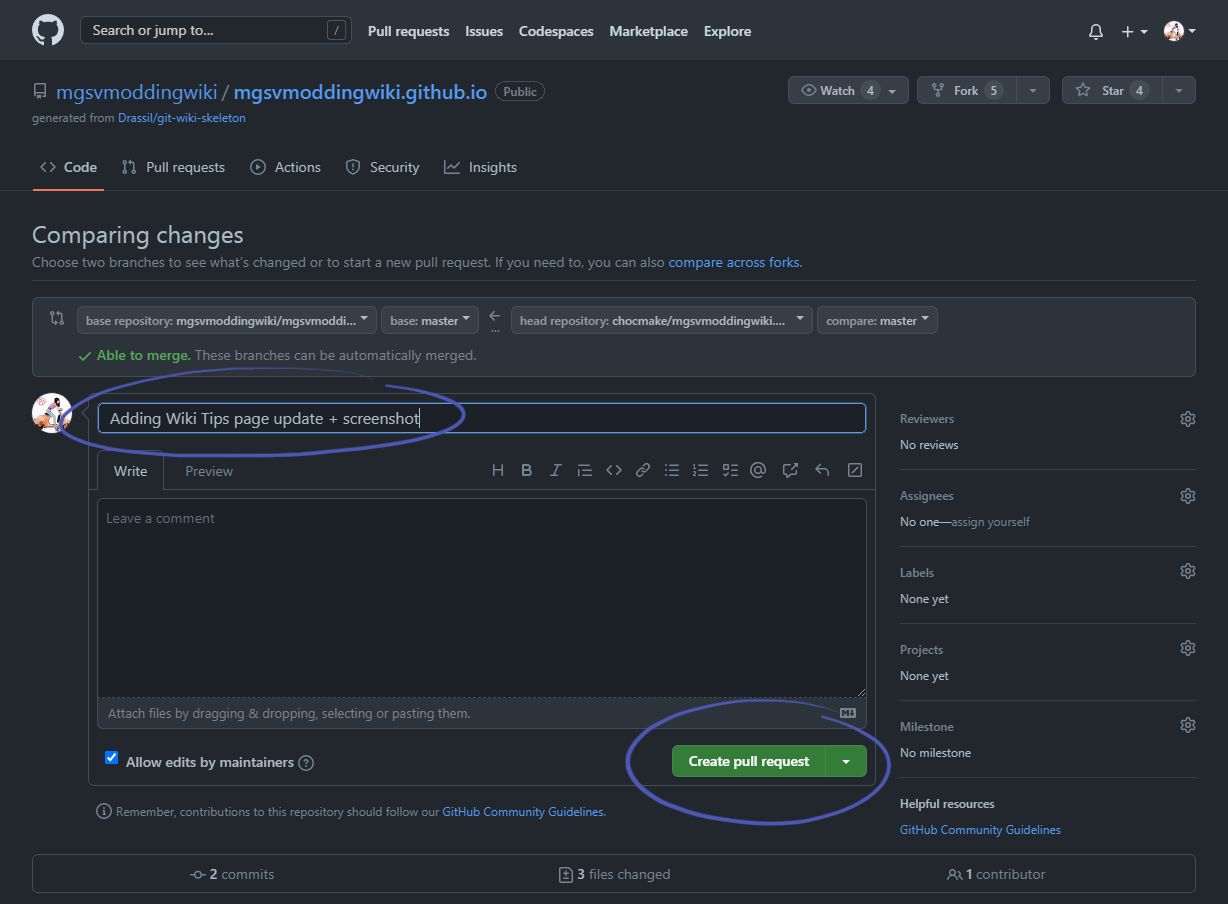 Search or jump to... /
Pull requests Issues Codespaces Marketplace Explore
mgsvmoddingwiki / mgsvmoddingwiki.github.io Public
Watch 4 Fork 5 Star 4
generated from Drassil/git-wiki-skeleton
Code Pull requests Actions Security Insights
Comparing changes
Choose two branches to see what's changed or to start a new pull request. If you need to, you can also compare across forks.
base repository: mgsvmoddingwiki/mgsvmoddi... base: master ... head repository: chocmake/mgsvmoddingwiki.... compare: master
Able to merge. These branches can be automatically merged.
Adding Wiki Tips page update + screenshot
Write Preview
Leave a comment
Attach files by dragging & dropping, selecting or pasting them.
Allow edits by maintainers ?
Create pull request
Remember, contributions to this repository should follow our GitHub Community Guidelines.
Reviewers
No reviews
Assignees
No one—assign yourself
Labels
None yet
Projects
None yet
Milestone
No milestone
Helpful resources
GitHub Community Guidelines
2 commits 3 files changed 1 contributor